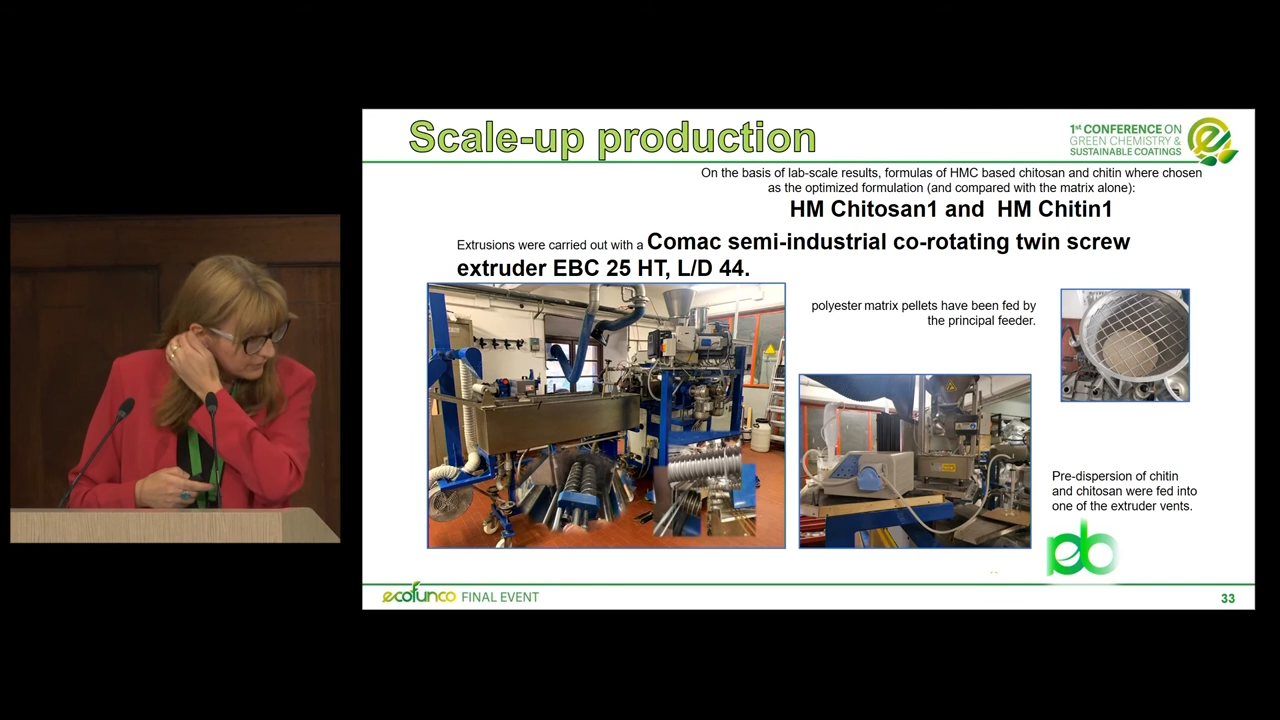 Scale-up production
1st CONFERENCE ON
GREEN CHEMISTRY &
SUSTAINABLE COATINGS
On the basis of lab-scale results, formulas of HMC based chitosan and chitin where chosen
as the optimized formulation (and compared with the matrix alone):
HM Chitosan1 and HM Chitin1
Extrusions were carried out with a Comac semi-industrial co-rotating twin screw
extruder EBC 25 HT, L/D 44.
polyester matrix pellets have been fed by
the principal feeder.
Pre-dispersion of chitin
and chitosan were fed into
one of the extruder vents.
pb
ecofunco FINAL EVENT
33